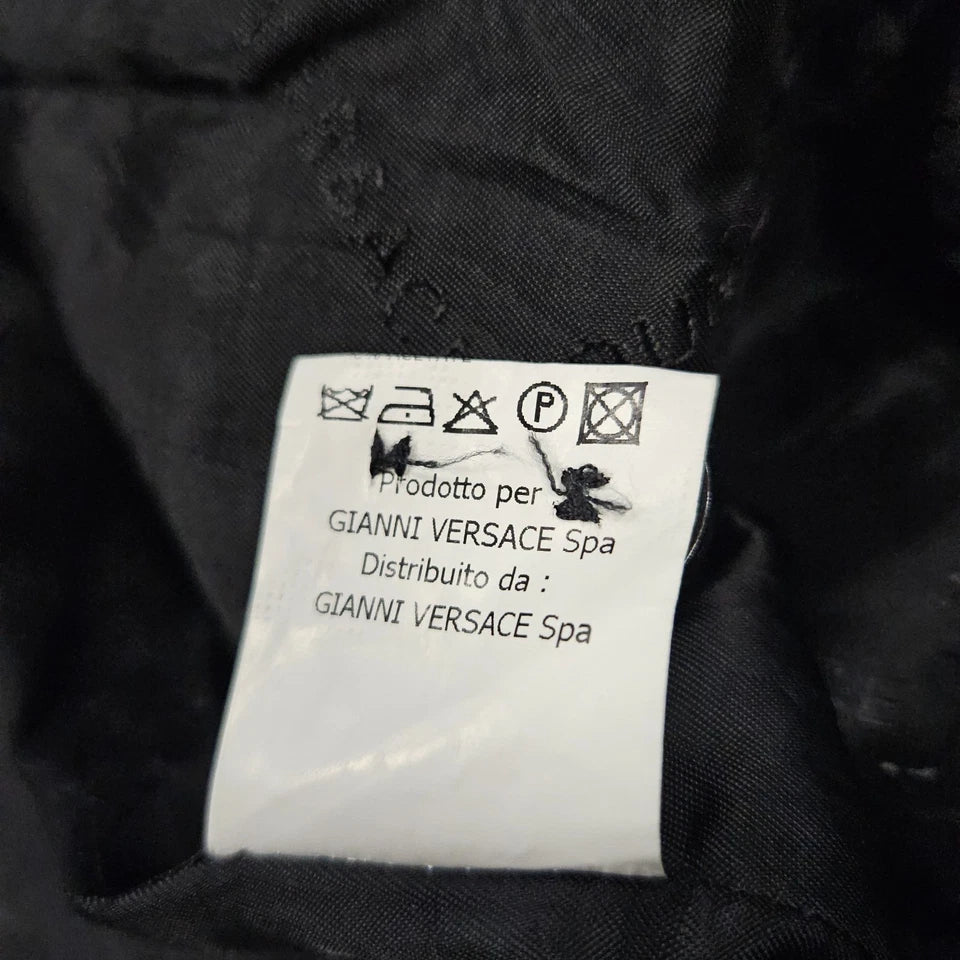 P
Prodotto per
GIANNI VERSACE Spa
Distribuito da :
GIANNI VERSACE Spa